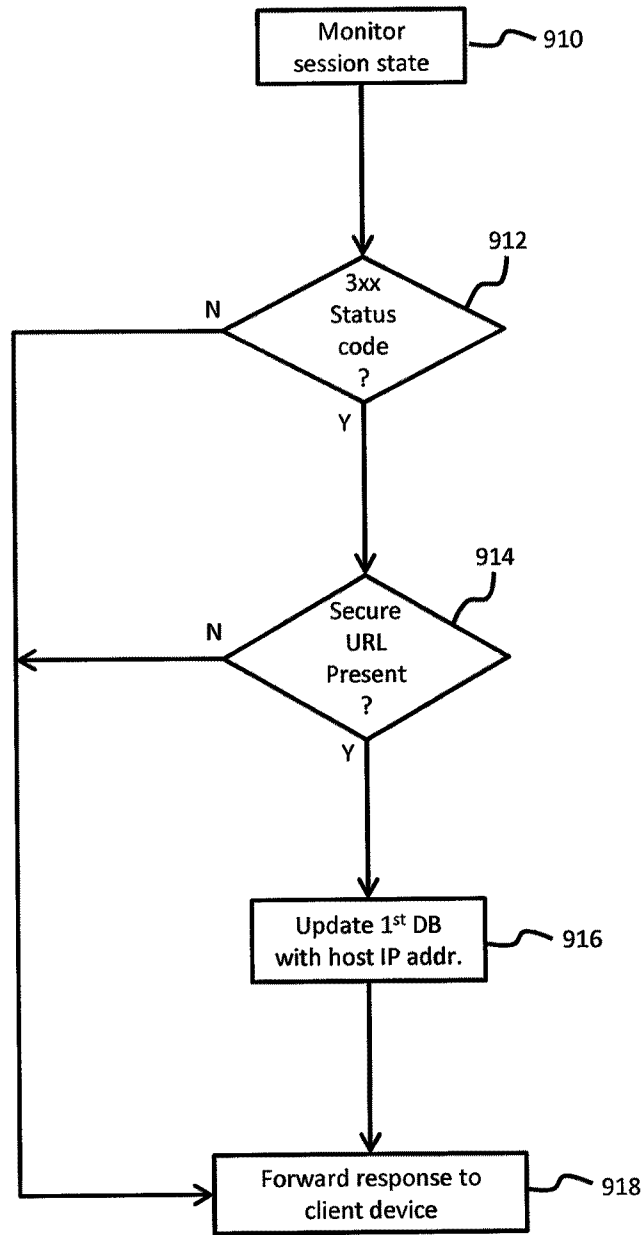 Monitor
session state
910
912
3xx
Status
code
?
N
Y
914
Secure
URL
Present
?
N
Y
Update 1st DB
with host IP addr.
916
Forward response to
client device
918